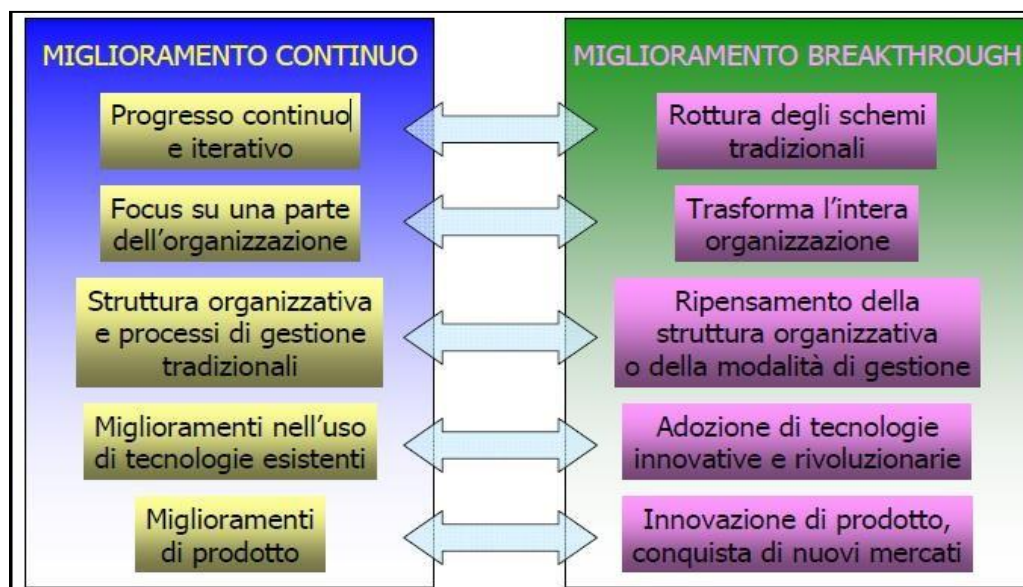 MIGLIORAMENTO CONTINUO
Progresso continuo
e iterativo
Focus su una parte
dell'organizzazione
Struttura organizzativa
e processi di gestione
tradizionali
Miglioramenti nell'uso
di tecnologie esistenti
Miglioramenti
di prodotto
MIGLIORAMENTO BREAKTHROUGH
Rottura degli schemi
tradizionali
Trasforma l'intera
organizzazione
Ripensamento della
struttura organizzativa
o della modalità di gestione
Adozione di tecnologie
innovative e rivoluzionarie
Innovazione di prodotto,
conquista di nuovi mercati